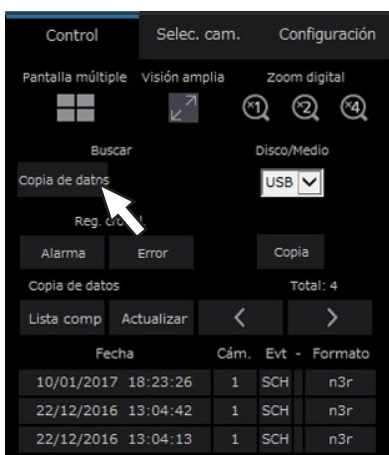 Control Selec. cam. Configuración
Pantalla múltiple Visión amplia Zoom digital
x1 x2 x4
Buscar Disco/Medio
Copia de datos USB
Reg.
Alarma Error Copia
Copia de datos Total: 4
Lista comp Actualizar < >
Fecha Cám. Evt - Formato
10/01/2017 18:23:26 1 SCH n3r
22/12/2016 13:04:42 1 SCH n3r
22/12/2016 13:04:13 1 SCH n3r